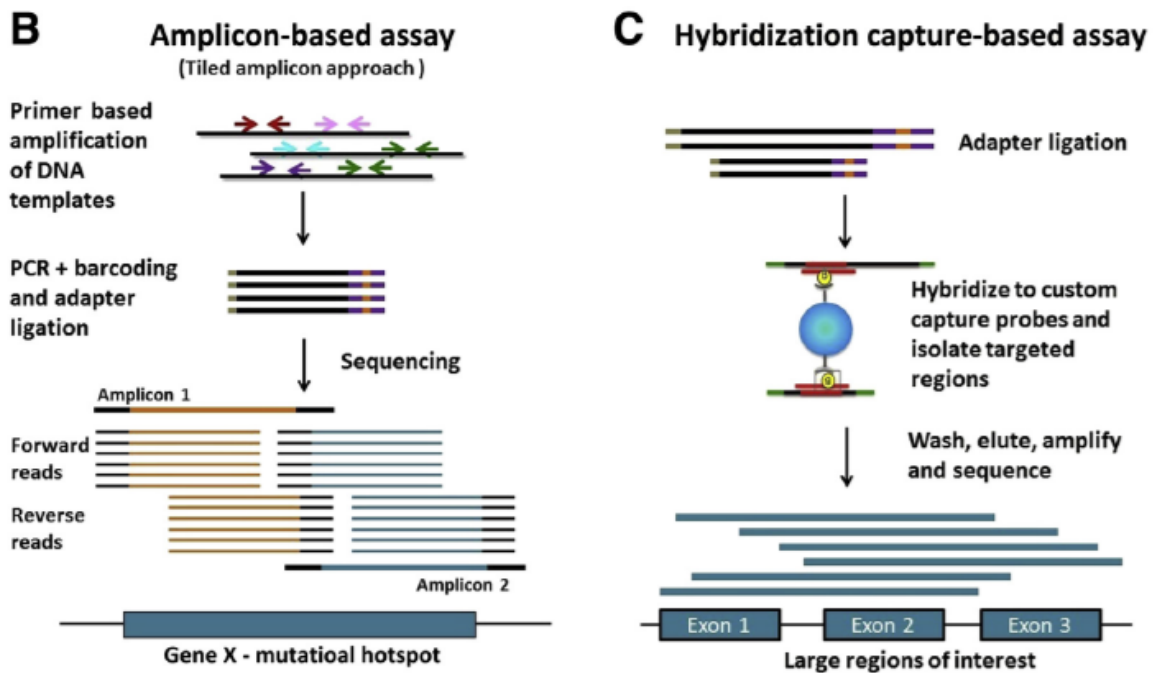 B
Amplicon-based assay
(Tiled amplicon approach )
Primer based
amplification
of DNA
templates
PCR + barcoding
and adapter
ligation
Sequencing
Amplicon 1
Forward
reads
Reverse
reads
Amplicon 2
Gene X - mutatioal hotspot
C
Hybridization capture-based assay
Adapter ligation
Hybridize to custom
capture probes and
isolate targeted
regions
Wash, elute, amplify
and sequence
Exon 1
Exon 2
Exon 3
Large regions of interest